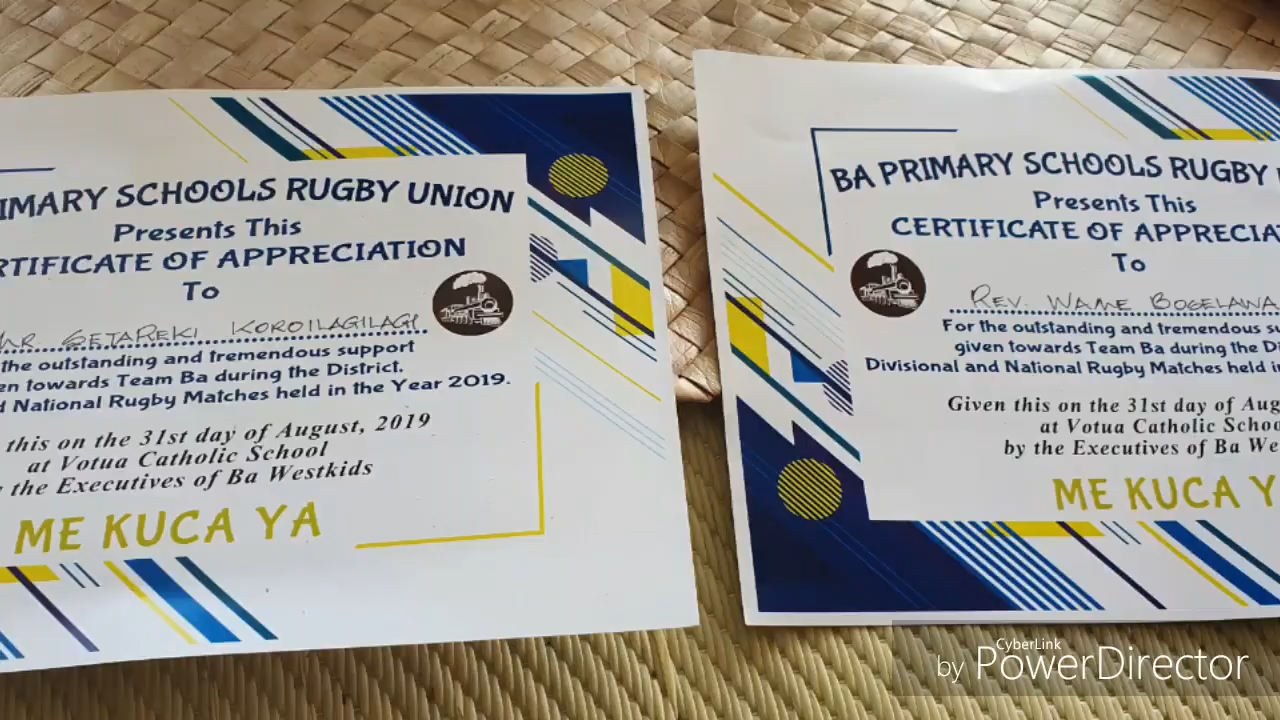 IMARY SCHOOLS RUGBY UNION
Presents This
RTIFICATE OF APPRECIATION
To
MR SETAREKI KOROILAGILAGI
the outstanding and tremendous support
en towards Team Ba during the District,
d National Rugby Matches held in the Year 2019.
this on the 31st day of August, 2019
at Votua Catholic School
y the Executives of Ba Westkids
ME KUCA YA
BA PRIMARY SCHOOLS RUGBY
Presents This
CERTIFICATE OF APPRECIAT
To
REV. WAME BOGELAWA
For the outstanding and tremendous s
given towards Team Ba during the Di
Divisional and National Rugby Matches held i
Given this on the 31st day of Aug
at Votua Catholic Schoo
by the Executives of Ba We
ME KUCA Y
CyberLink
by PowerDirector